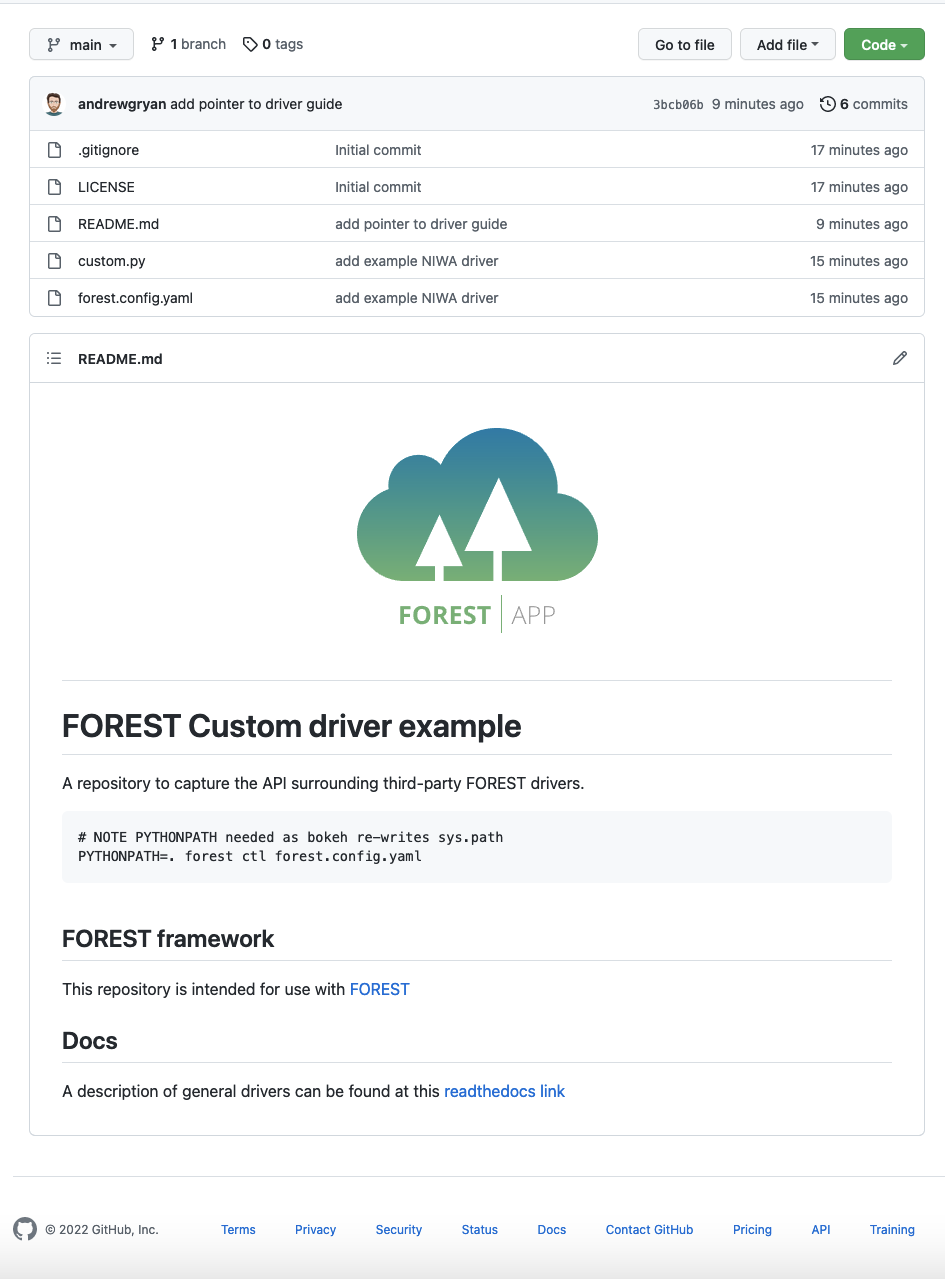 main 1 branch 0 tags Go to file Add file Code
andrewgryan add pointer to driver guide 3bcb06b 9 minutes ago 6 commits
.gitignore Initial commit 17 minutes ago
LICENSE Initial commit 17 minutes ago
README.md add pointer to driver guide 9 minutes ago
custom.py add example NIWA driver 15 minutes ago
forest.config.yaml add example NIWA driver 15 minutes ago
README.md
FOREST APP
FOREST Custom driver example
A repository to capture the API surrounding third-party FOREST drivers.
# NOTE PYTHONPATH needed as bokeh re-writes sys.path
PYTHONPATH=. forest ctl forest.config.yaml
FOREST framework
This repository is intended for use with FOREST
Docs
A description of general drivers can be found at this readthedocs link
© 2022 GitHub, Inc. Terms Privacy Security Status Docs Contact GitHub Pricing API Training